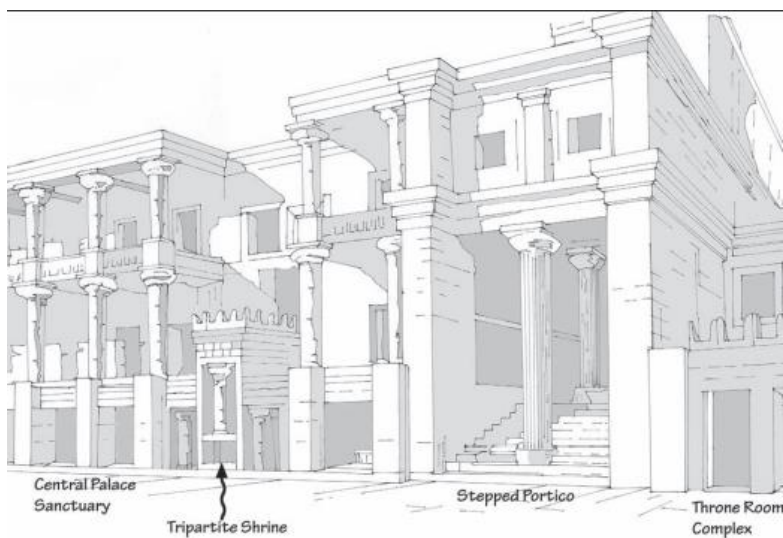 Central Palace
Sanctuary
Tripartite Shrine
Stepped Portico
Throne Room
Complex